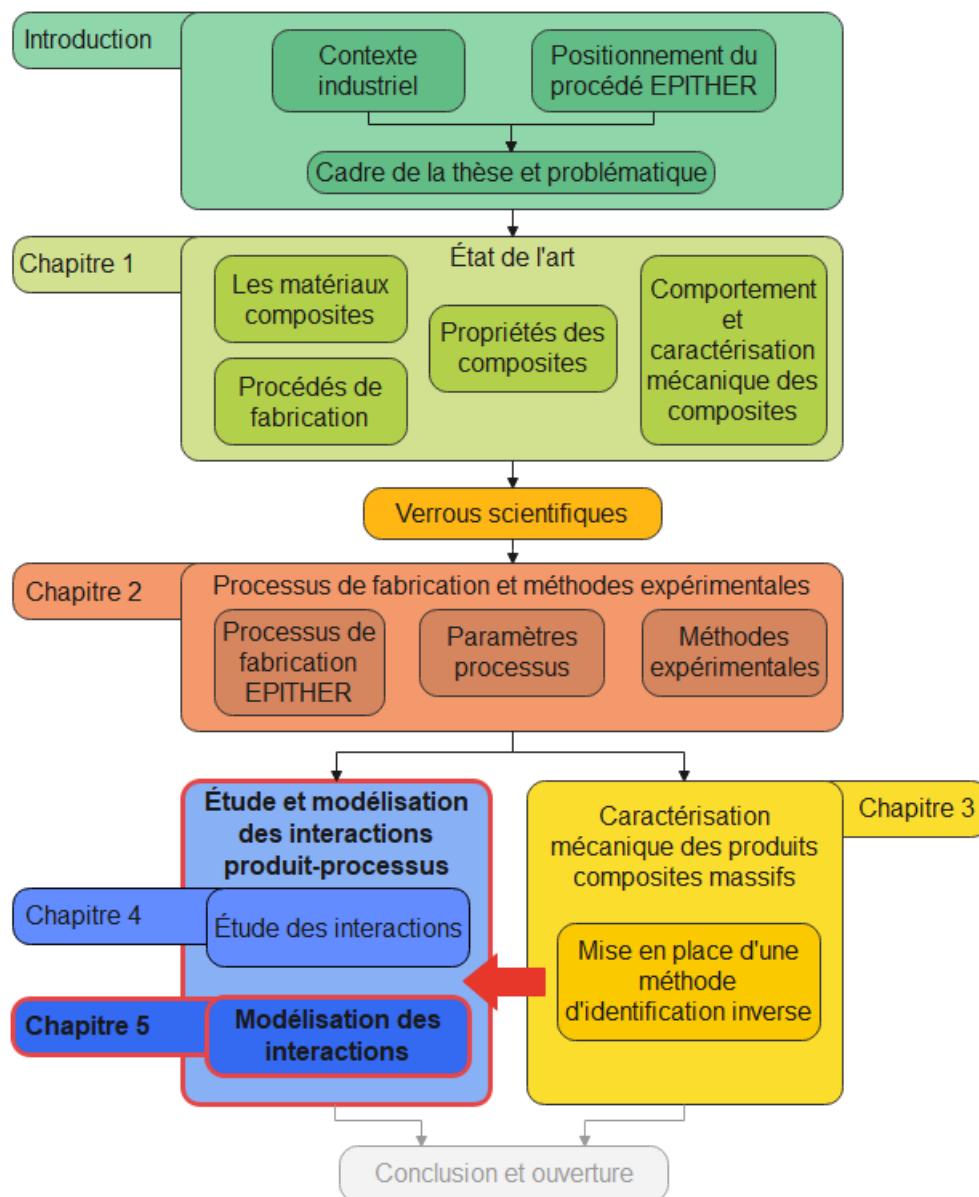 Introduction
Contexte
industriel
Positionnement du
procédé EPITHER
Cadre de la thèse et problématique
Chapitre 1
État de l'art
Les matériaux
composites
Procédés de
fabrication
Propriétés des
composites
Comportement
et
caractérisation
mécanique des
composites
Verrous scientifiques
Chapitre 2
Processus de fabrication et méthodes expérimentales
Processus de
fabrication
EPITHER
Paramètres
processus
Méthodes
expérimentales
Étude et modélisation
des interactions
produit-processus
Chapitre 4
Étude des interactions
Chapitre 5
Modélisation des
interactions
Chapitre 3
Caractérisation
mécanique des produits
composites massifs
Mise en place d'une
méthode
d'identification inverse
Conclusion et ouverture